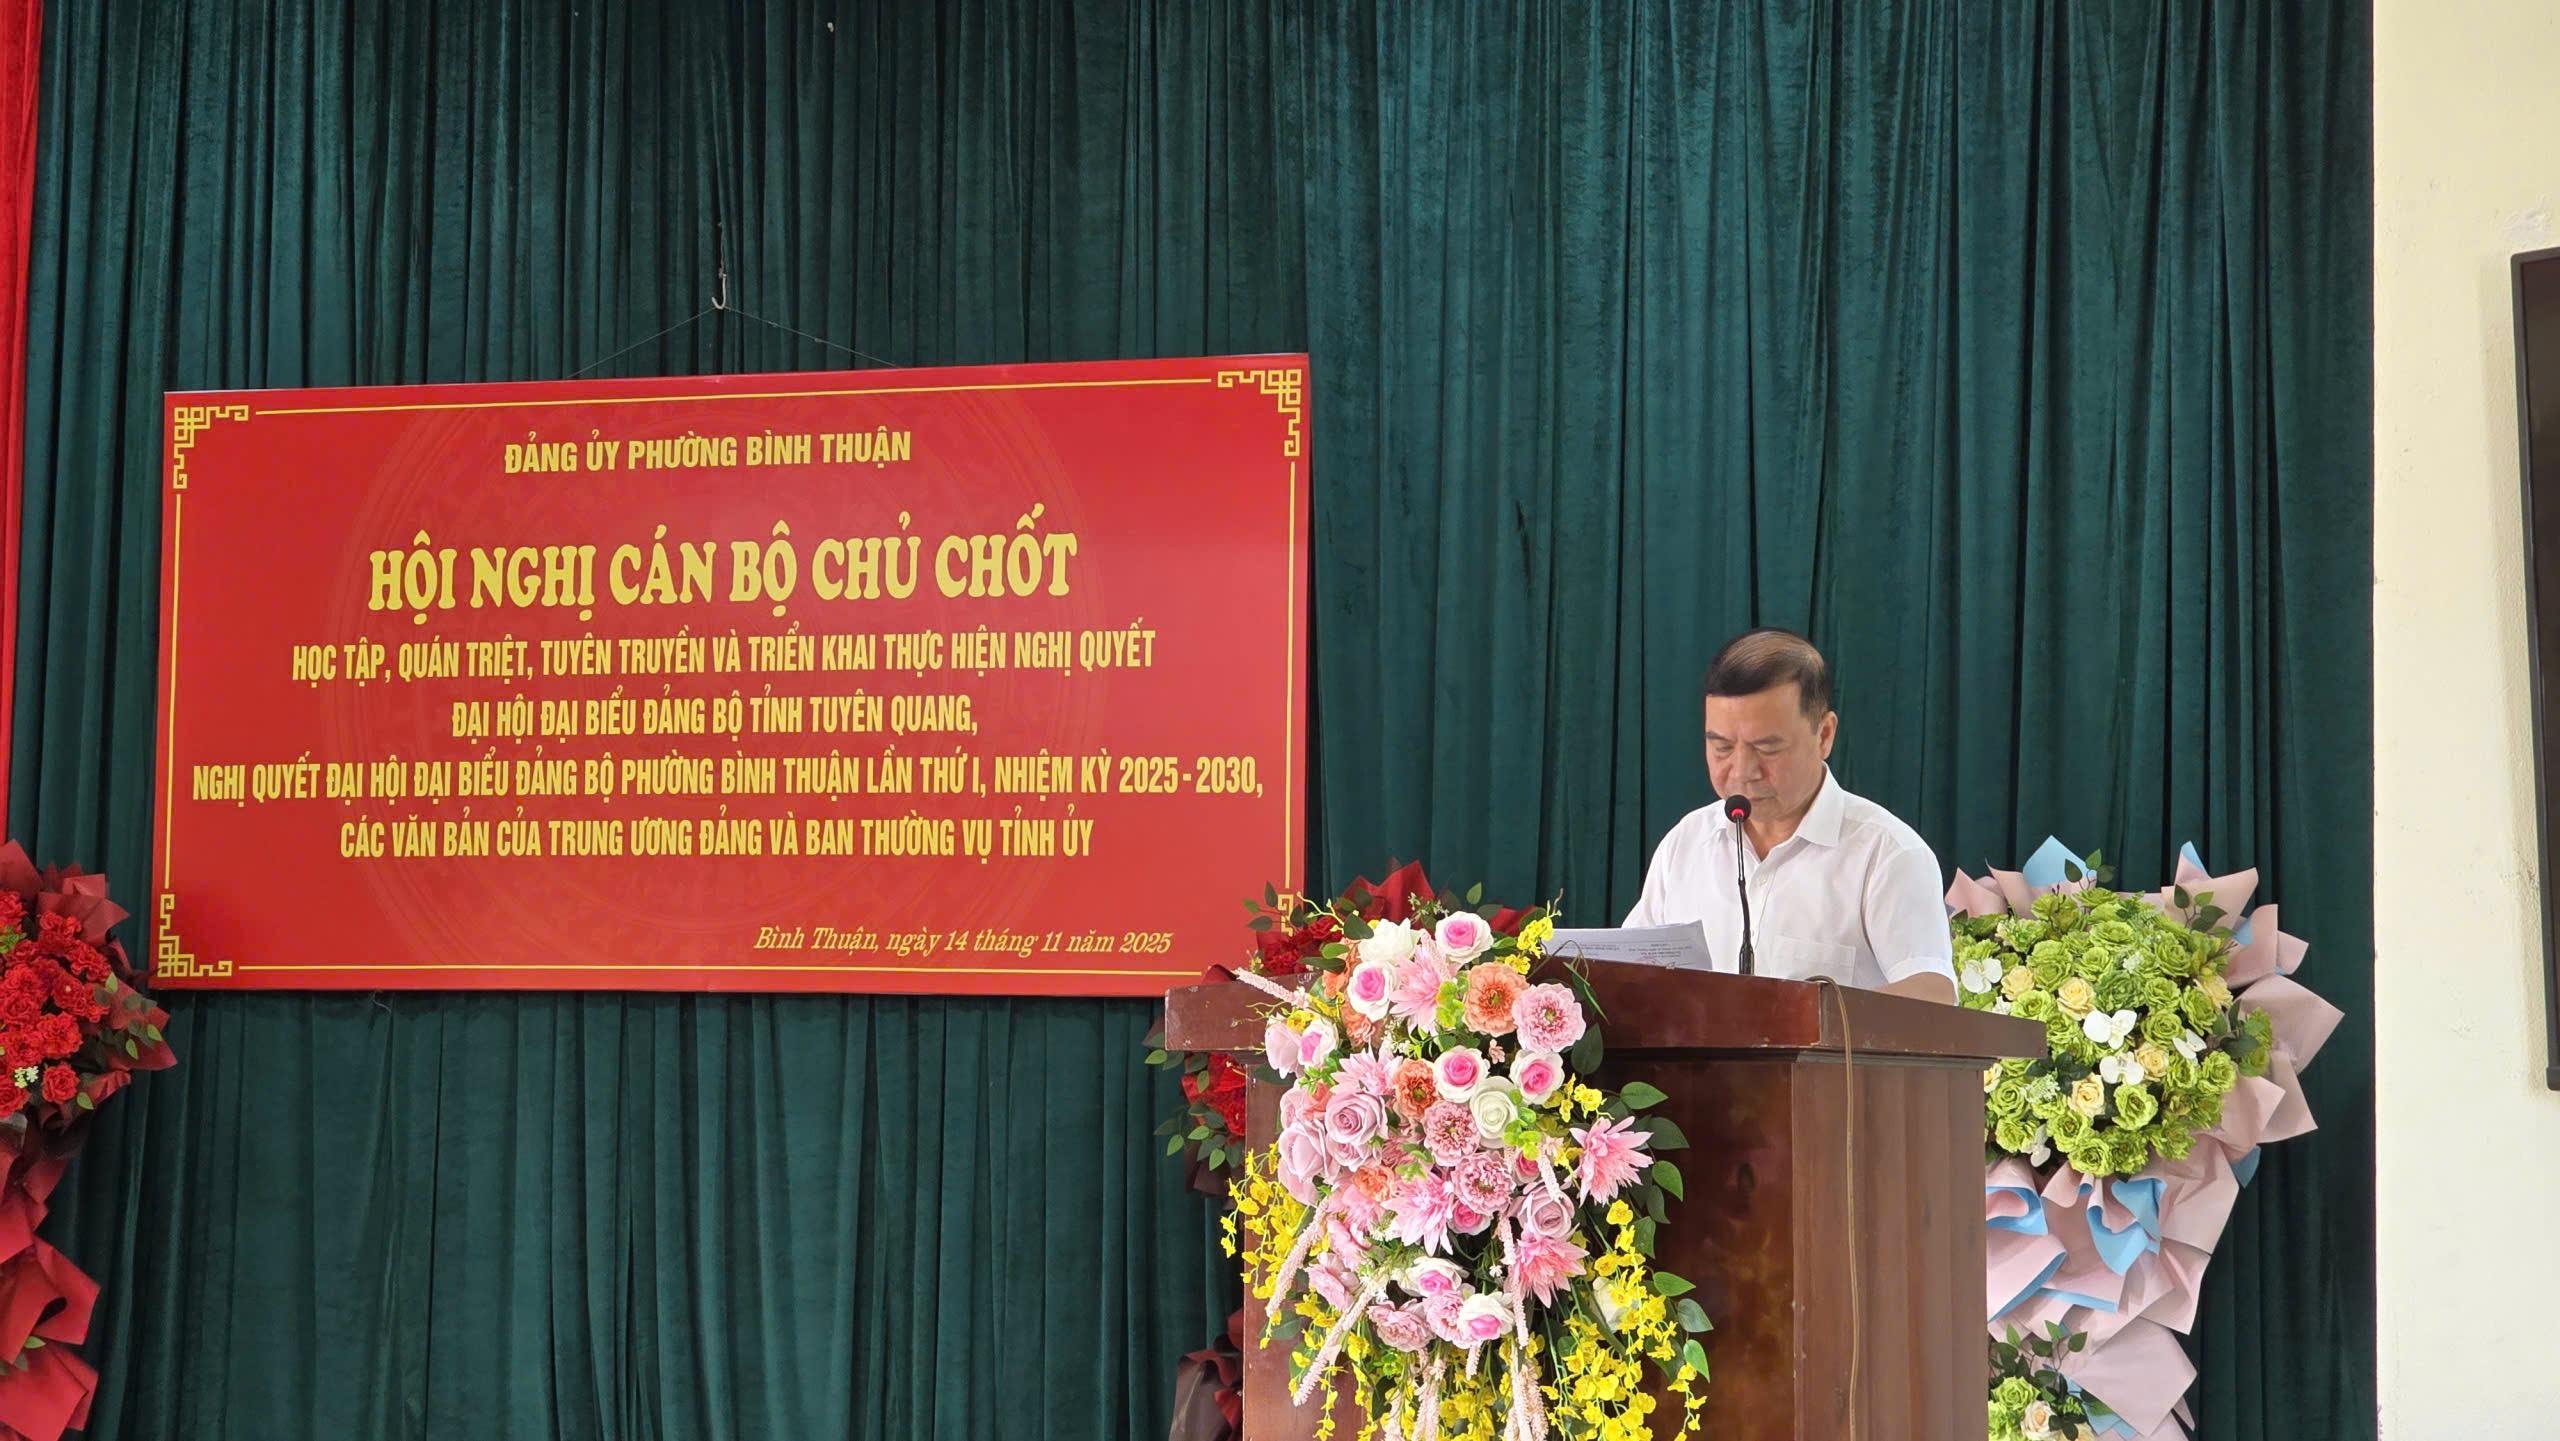 ĐẢNG ỦY PHƯỜNG BÌNH THUẬN
HỘI NGHỊ CÁN BỘ CHỦ CHỐT
HỌC TẬP, QUÁN TRIỆT, TUYÊN TRUYỀN VÀ TRIỂN KHAI THỰC HIỆN NGHỊ QUYẾT
ĐẠI HỘI ĐẠI BIỂU ĐẢNG BỘ TỈNH TUYÊN QUANG,
NGHỊ QUYẾT ĐẠI HỘI ĐẠI BIỂU ĐẢNG BỘ PHƯỜNG BÌNH THUẬN LẦN THỨ I, NHIỆM KỲ 2025-2030,
CÁC VĂN BẢN CỦA TRUNG ƯƠNG ĐẢNG VÀ BAN THƯỜNG VỤ TỈNH ỦY
Bình Thuận, ngày 14 tháng 11 năm 2025